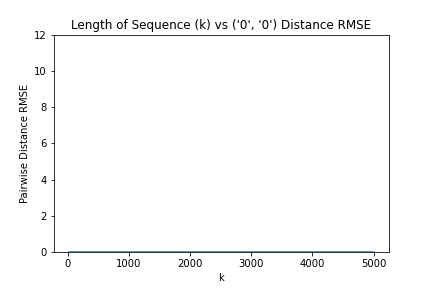 Length of Sequence (k) vs ('0', '0') Distance RMSE
12
10
8
6
4
2
0
Pairwise Distance RMSE
0 1000 2000 3000 4000 5000
k